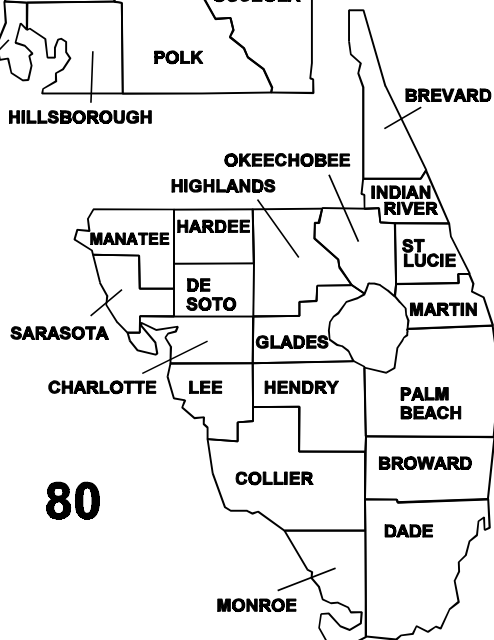 POLK
HILLSBOROUGH
BREVARD
OKEECHOBEE
HIGHLANDS
INDIAN
RIVER
MANATEE
HARDEE
ST
LUCIE
DE
SOTO
MARTIN
SARASOTA
GLADES
CHARLOTTE
LEE
HENDRY
PALM
BEACH
COLLIER
BROWARD
80
DADE
MONROE